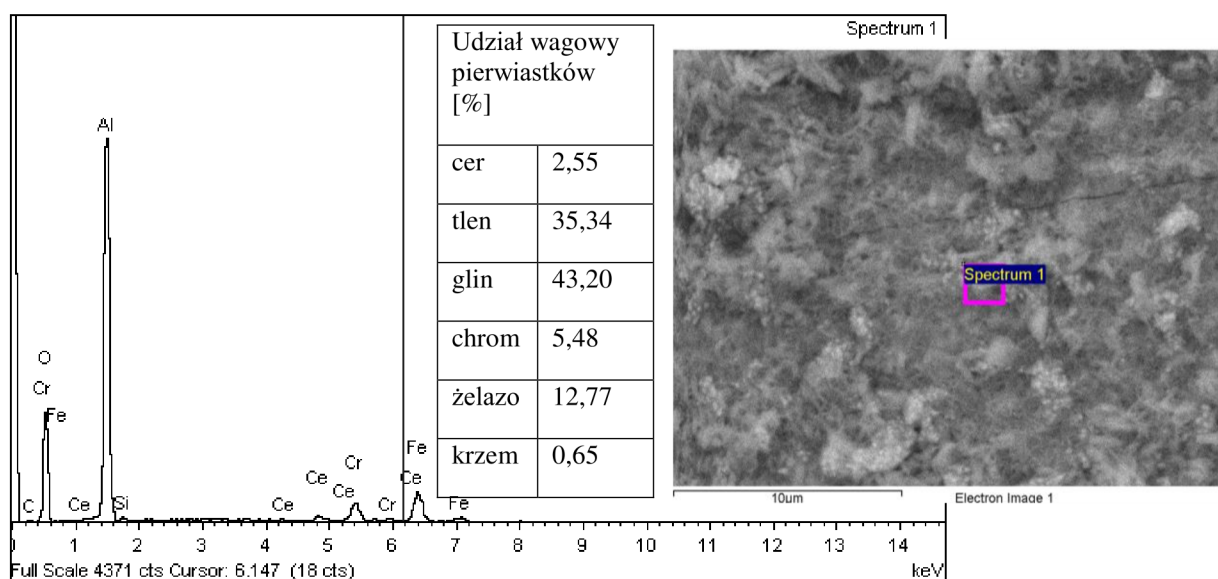 Spectrum 1
Udział wagowy
pierwiastków
[%]
cer 2,55
tlen 35,34
glin 43,20
chrom 5,48
żelazo 12,77
krzem 0,65
Al
O
Cr
Fe
C
Ce
Si
Ce
Ce
Cr
Ce
Cr
Fe
Ce
Fe
0 1 2 3 4 5 6 7 8 9 10 11 12 13 14
Full Scale 4371 cts Cursor: 6.147 (18 cts)
keV
Spectrum 1
10µm
Electron Image 1